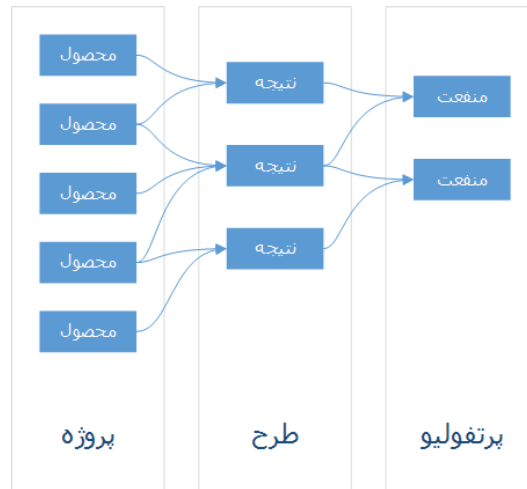 محصول
محصول
محصول
محصول
محصول
پروژه
نتیجه
نتیجه
نتیجه
طرح
منفعت
منفعت
پرتفولیو